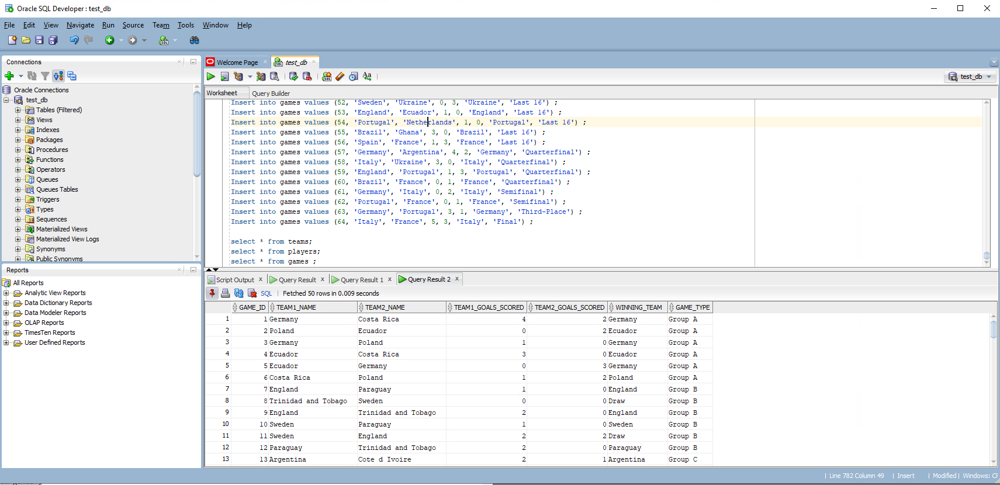 Oracle SQL Developer : test_db
File Edit View Navigate Run Source Team Tools Window Help
Connections
Oracle Connections
test_db
Tables (Filtered)
Views
Indexes
Packages
Procedures
Functions
Operators
Queues
Queues Tables
Triggers
Types
Sequences
Materialized Views
Materialized View Logs
Synonyms
Public Synonyms
Reports
All Reports
Analytic View Reports
Data Dictionary Reports
Data Modeler Reports
OLAP Reports
TimesTen Reports
User Defined Reports
Welcome Page test_db
test_db
Worksheet Query Builder
Insert into games values (52, 'Sweden', 'Ukraine', 0, 3, 'Ukraine', 'Last 16') ;
Insert into games values (53, 'England', 'Ecuador', 1, 0, 'England', 'Last 16') ;
Insert into games values (54, 'Portugal', 'Netherlands', 1, 0, 'Portugal', 'Last 16') ;
Insert into games values (55, 'Brazil', 'Ghana', 3, 0, 'Brazil', 'Last 16') ;
Insert into games values (56, 'Spain', 'France', 1, 3, 'France', 'Last 16') ;
Insert into games values (57, 'Germany', 'Argentina', 4, 2, 'Germany', 'Quarterfinal') ;
Insert into games values (58, 'Italy', 'Ukraine', 3, 0, 'Italy', 'Quarterfinal') ;
Insert into games values (59, 'England', 'Portugal', 1, 3, 'Portugal', 'Quarterfinal') ;
Insert into games values (60, 'Brazil', 'France', 0, 1, 'France', 'Quarterfinal') ;
Insert into games values (61, 'Germany', 'Italy', 0, 2, 'Italy', 'Semifinal') ;
Insert into games values (62, 'Portugal', 'France', 0, 1, 'France', 'Semifinal') ;
Insert into games values (63, 'Germany', 'Portugal', 3, 1, 'Germany', 'Third-Place') ;
Insert into games values (64, 'Italy', 'France', 5, 3, 'Italy', 'Final') ;
select * from teams;
select * from players;
select * from games ;
Script Output x Query Result x Query Result 1 x Query Result 2 x
SQL | Fetched 50 rows in 0.009 seconds
GAME_ID TEAM1_NAME TEAM2_NAME TEAM1_GOALS_SCORED TEAM2_GOALS_SCORED WINNING_TEAM GAME_TYPE
1 1 Germany Costa Rica 4 2 Germany Group A
2 2 Poland Ecuador 0 2 Ecuador Group A
3 3 Germany Poland 1 0 Germany Group A
4 4 Ecuador Costa Rica 3 0 Ecuador Group A
5 5 Ecuador Germany 0 3 Germany Group A
6 6 Costa Rica Poland 1 2 Poland Group A
7 7 England Paraguay 1 0 England Group B
8 8 Trinidad and Tobago Sweden 0 0 Draw Group B
9 9 England Trinidad and Tobago 2 0 England Group B
10 10 Sweden Paraguay 1 0 Sweden Group B
11 11 Sweden England 2 2 Draw Group B
12 12 Paraguay Trinidad and Tobago 2 0 Paraguay Group B
13 13 Argentina Cote d Ivoire 2 1 Argentina Group C
| Line 782 Column 49 | Insert | Modified | Windows: CR